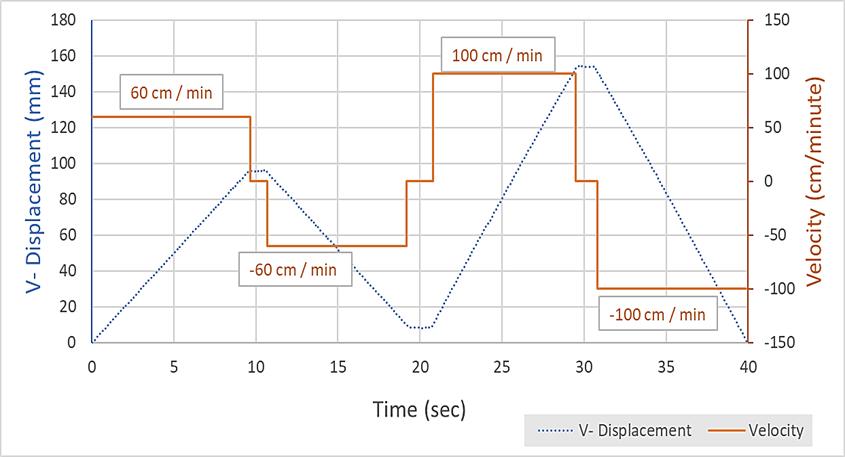 180
160
140
120
100
80
60
40
20
0
V- Displacement (mm)
150
100
50
0
-50
-100
-150
Velocity (cm/minute)
60 cm / min
-60 cm / min
100 cm / min
-100 cm / min
0 5 10 15 20 25 30 35 40
Time (sec)
V- Displacement Velocity